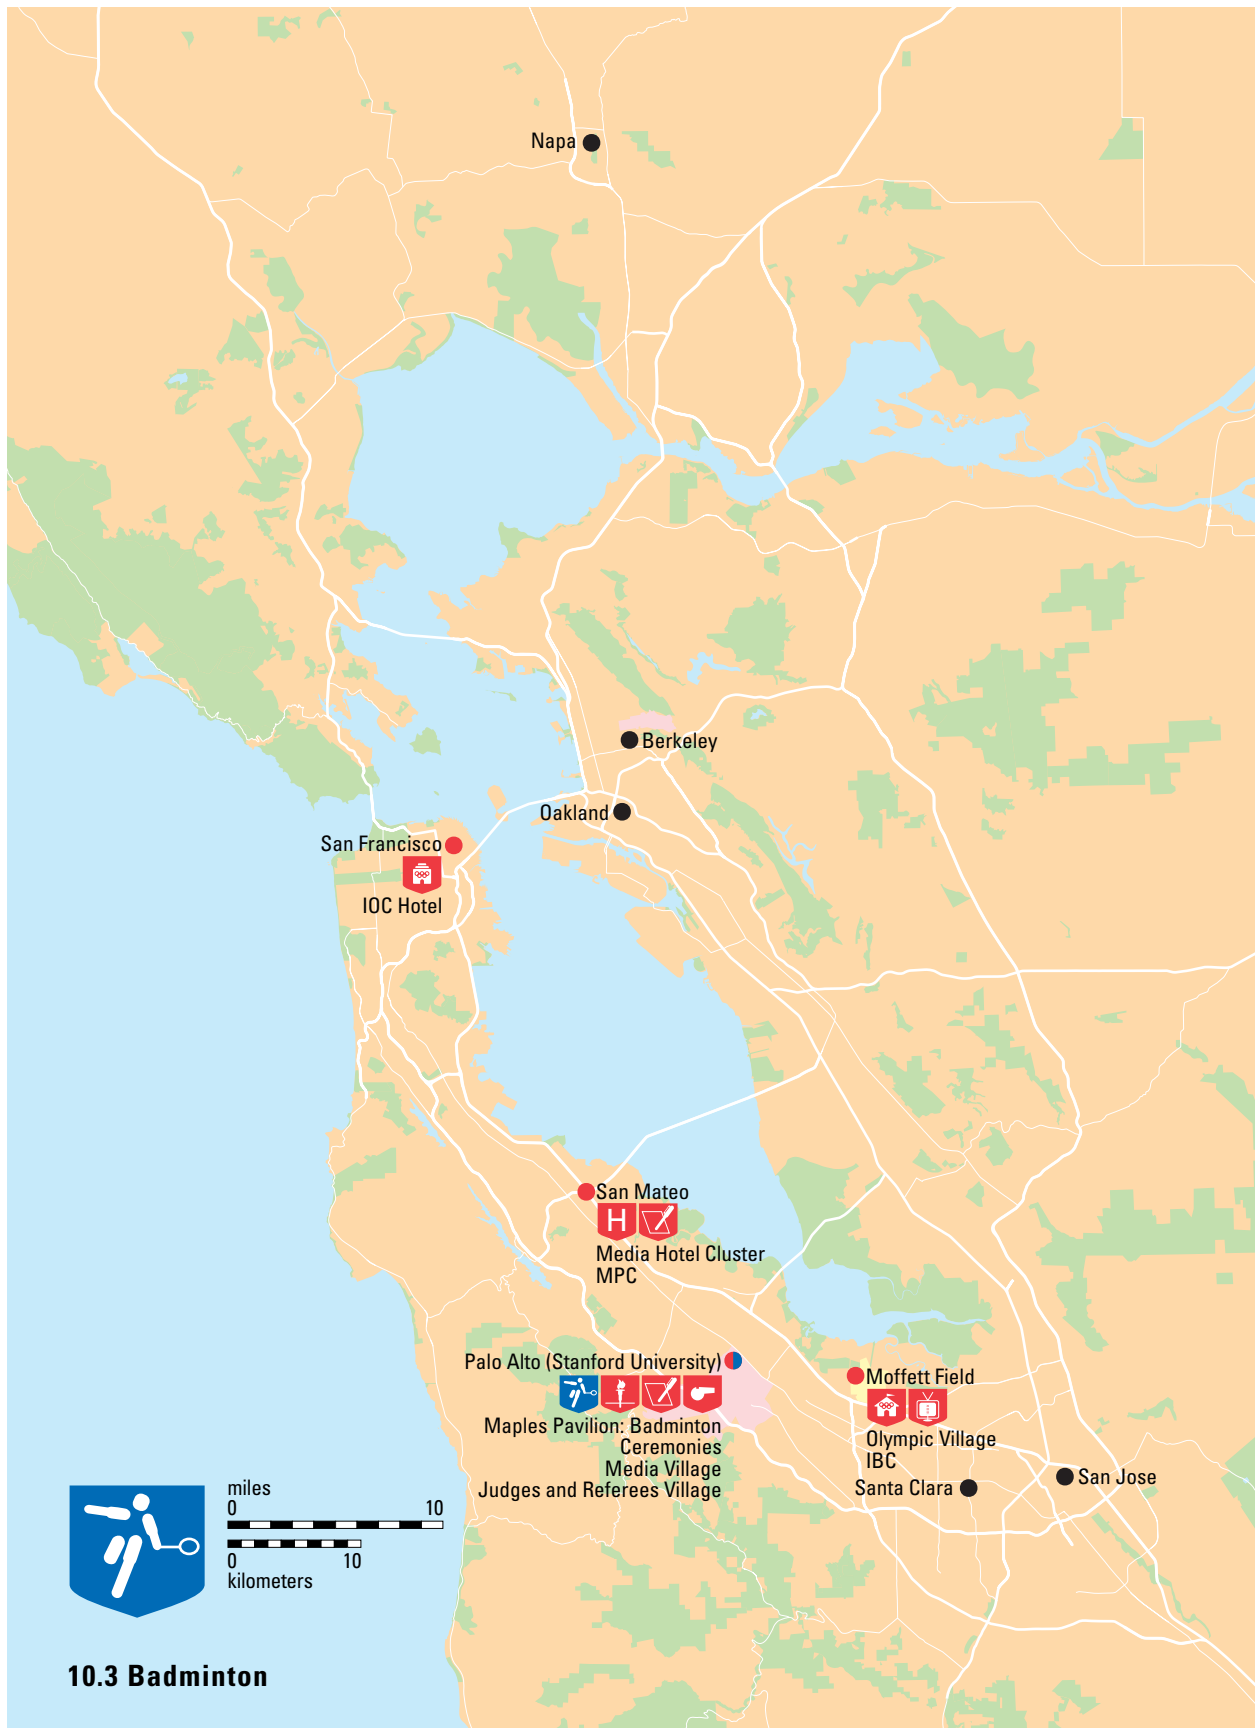 Napa
Berkeley
Oakland
San Francisco
IOC Hotel
San Mateo
H
Media Hotel Cluster
MPC
Palo Alto (Stanford University)
Maples Pavilion: Badminton
Ceremonies
Media Village
Judges and Referees Village
Moffett Field
Olympic Village
IBC
Santa Clara
San Jose
miles
0 10
0 10
kilometers
10.3 Badminton